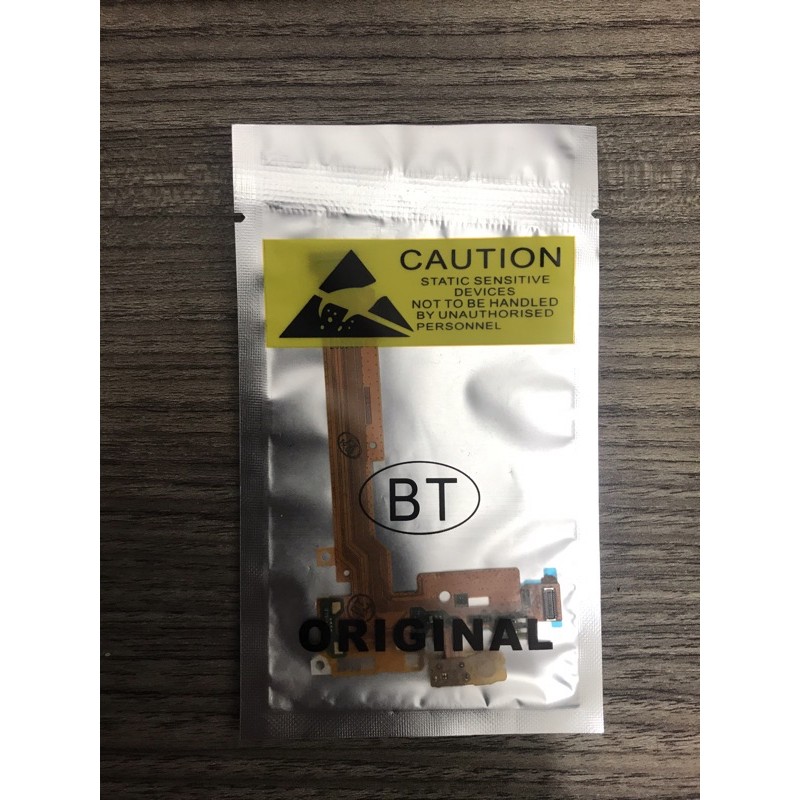 CAUTION
STATIC SENSITIVE
DEVICES
NOT TO BE HANDLED
BY UNAUTHORISED
PERSONNEL
BT
ORIGINAL